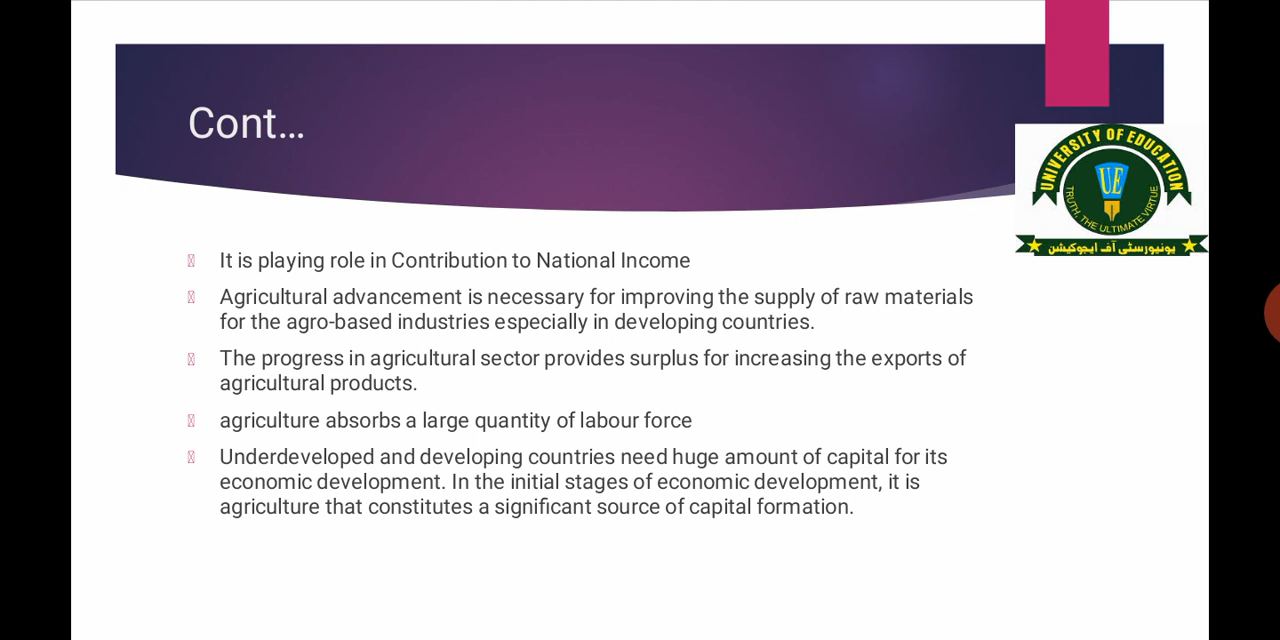 Cont...
UNIVERSITY OF EDUCATION
UE
TRUTH, THE ULTIMATE VIRTUE
یونیورسٹی آف ایجوکیشن
It is playing role in Contribution to National Income
Agricultural advancement is necessary for improving the supply of raw materials
for the agro-based industries especially in developing countries.
The progress in agricultural sector provides surplus for increasing the exports of
agricultural products.
agriculture absorbs a large quantity of labour force
Underdeveloped and developing countries need huge amount of capital for its
economic development. In the initial stages of economic development, it is
agriculture that constitutes a significant source of capital formation.